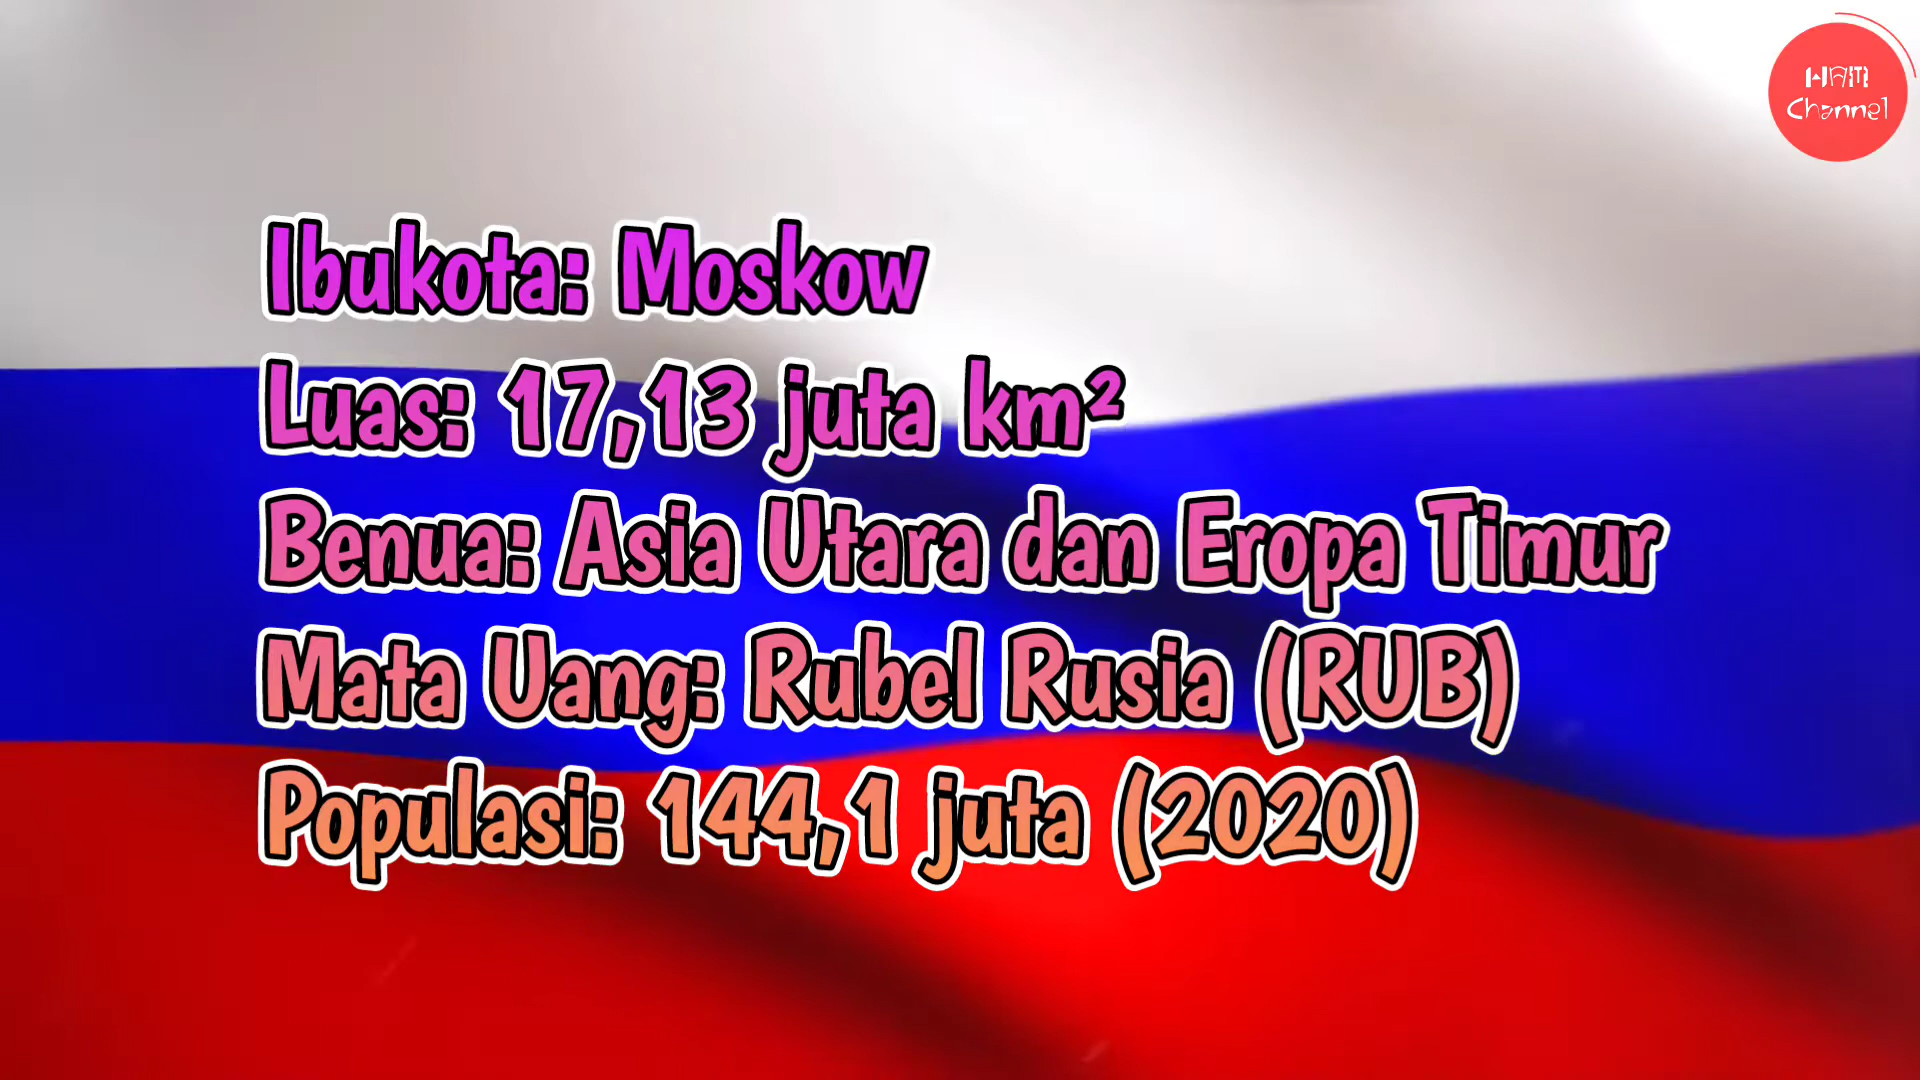 HAITI
Channel
Ibukota: Moskow
Luas: 17,13 juta km²
Benua: Asia Utara dan Eropa Timur
Mata Uang: Rubel Rusia (RUB)
Populasi: 144,1 juta (2020)